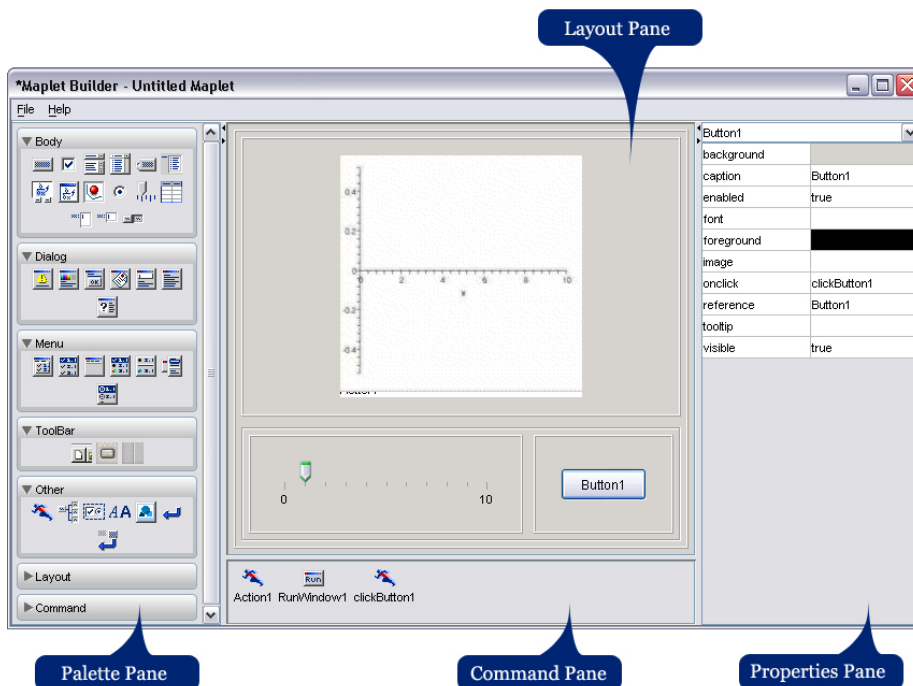 Layout Pane
*Maplet Builder - Untitled Maplet
File Help
Body
Dialog
Menu
ToolBar
Other
Layout
Command
0.4
0.2
0
-0.2
-0.4
0 2 4 6 8 10
x
0 10
Button1
Action1 RunWindow1 clickButton1
Run
Button1
background
caption Button1
enabled true
font
foreground
image
onclick clickButton1
reference Button1
tooltip
visible true
Palette Pane
Command Pane
Properties Pane